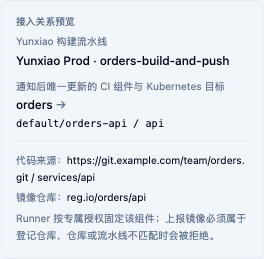 接入关系预览
Yunxiao 构建流水线
Yunxiao Prod · orders-build-and-push
通知后唯一更新的 CI 组件与 Kubernetes 目标
orders →
default/orders-api / api
代码来源：https://git.example.com/team/orders.
git / services/api
镜像仓库：reg.io/orders/api
Runner 按专属授权固定该组件；上报镜像必须属于
登记仓库，仓库或流水线不匹配时会被拒绝。